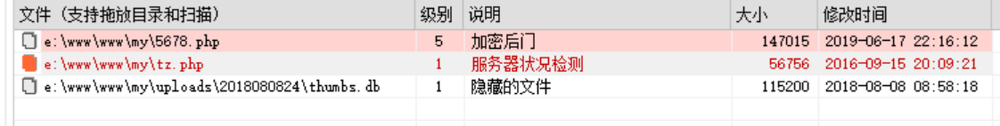 文件（支持拖放目录和扫描） 级别 说明 大小 修改时间
e:\www\www\my\5678.php 5 加密后门 147015 2019-06-17 22:16:12
e:\www\www\my\tz.php 1 服务器状况检测 56756 2016-09-15 20:09:21
e:\www\www\my\uploads\2018080824\thumbs.db 1 隐藏的文件 115200 2018-08-08 08:58:18